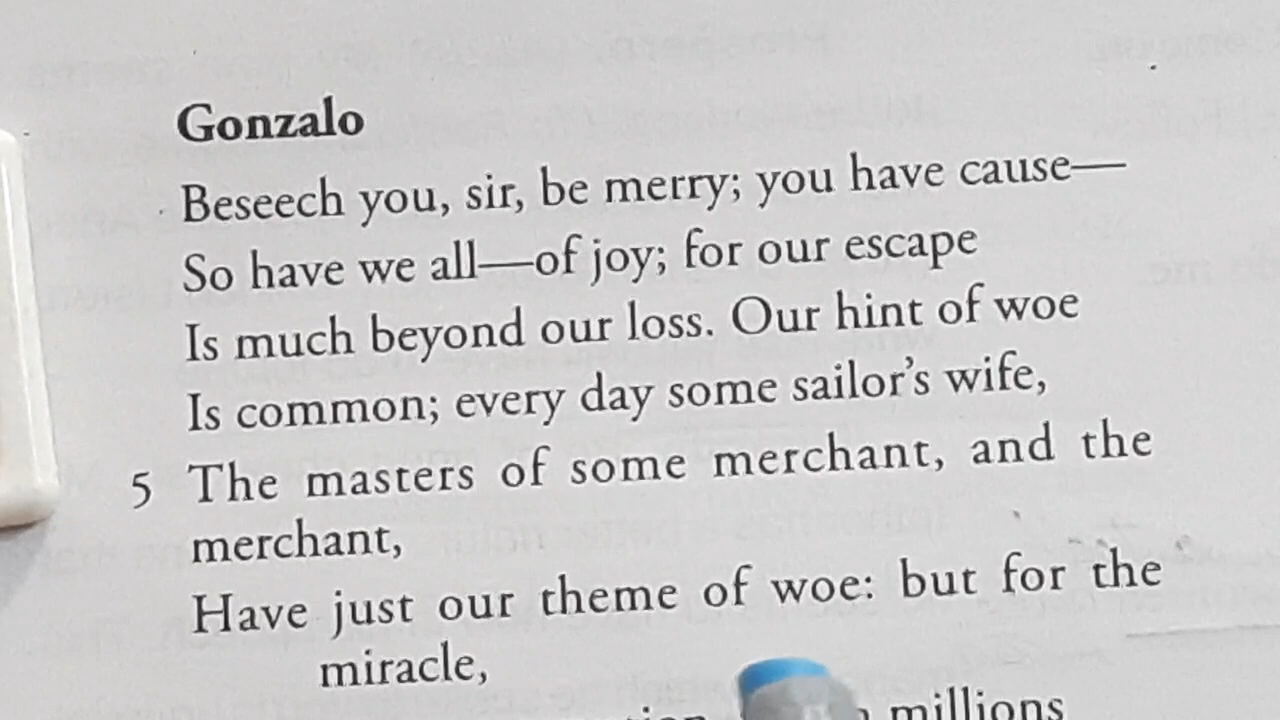 Gonzalo
Beseech you, sir, be merry; you have cause—
So have we all—of joy; for our escape
Is much beyond our loss. Our hint of woe
Is common; every day some sailor's wife,
5 The masters of some merchant, and the
merchant,
Have just our theme of woe: but for the
miracle,
millions